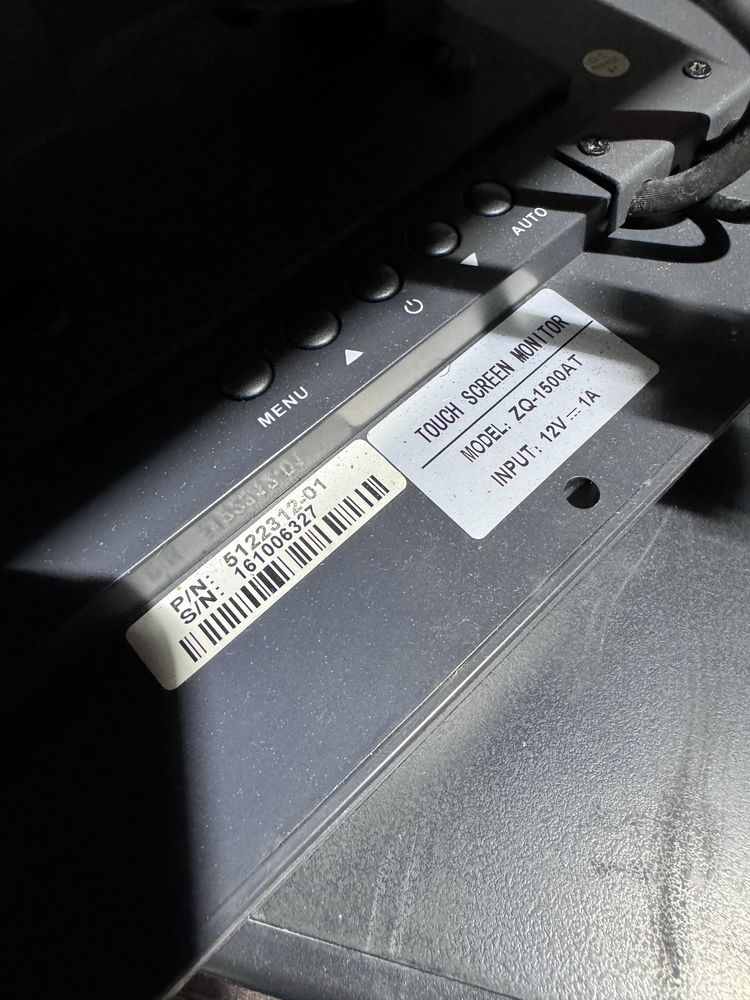 AUTO
▲
⏻
▲
MENU
TOUCH SCREEN MONITOR
MODEL: ZQ-1500AT
INPUT: 12V⎓1A
P/N: 5122312-01
S/N: 161006327